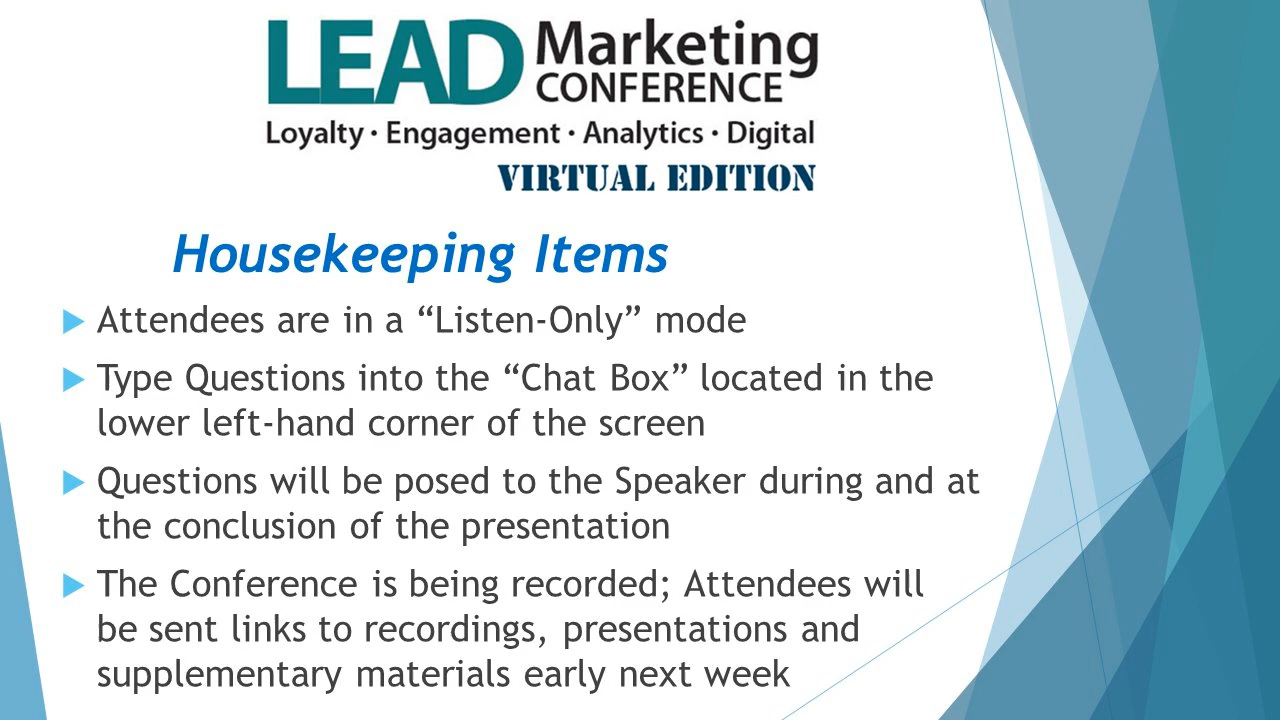 LEAD Marketing
CONFERENCE
Loyalty · Engagement · Analytics · Digital
VIRTUAL EDITION
Housekeeping Items
Attendees are in a “Listen-Only” mode
Type Questions into the “Chat Box” located in the
lower left-hand corner of the screen
Questions will be posed to the Speaker during and at
the conclusion of the presentation
The Conference is being recorded; Attendees will
be sent links to recordings, presentations and
supplementary materials early next week